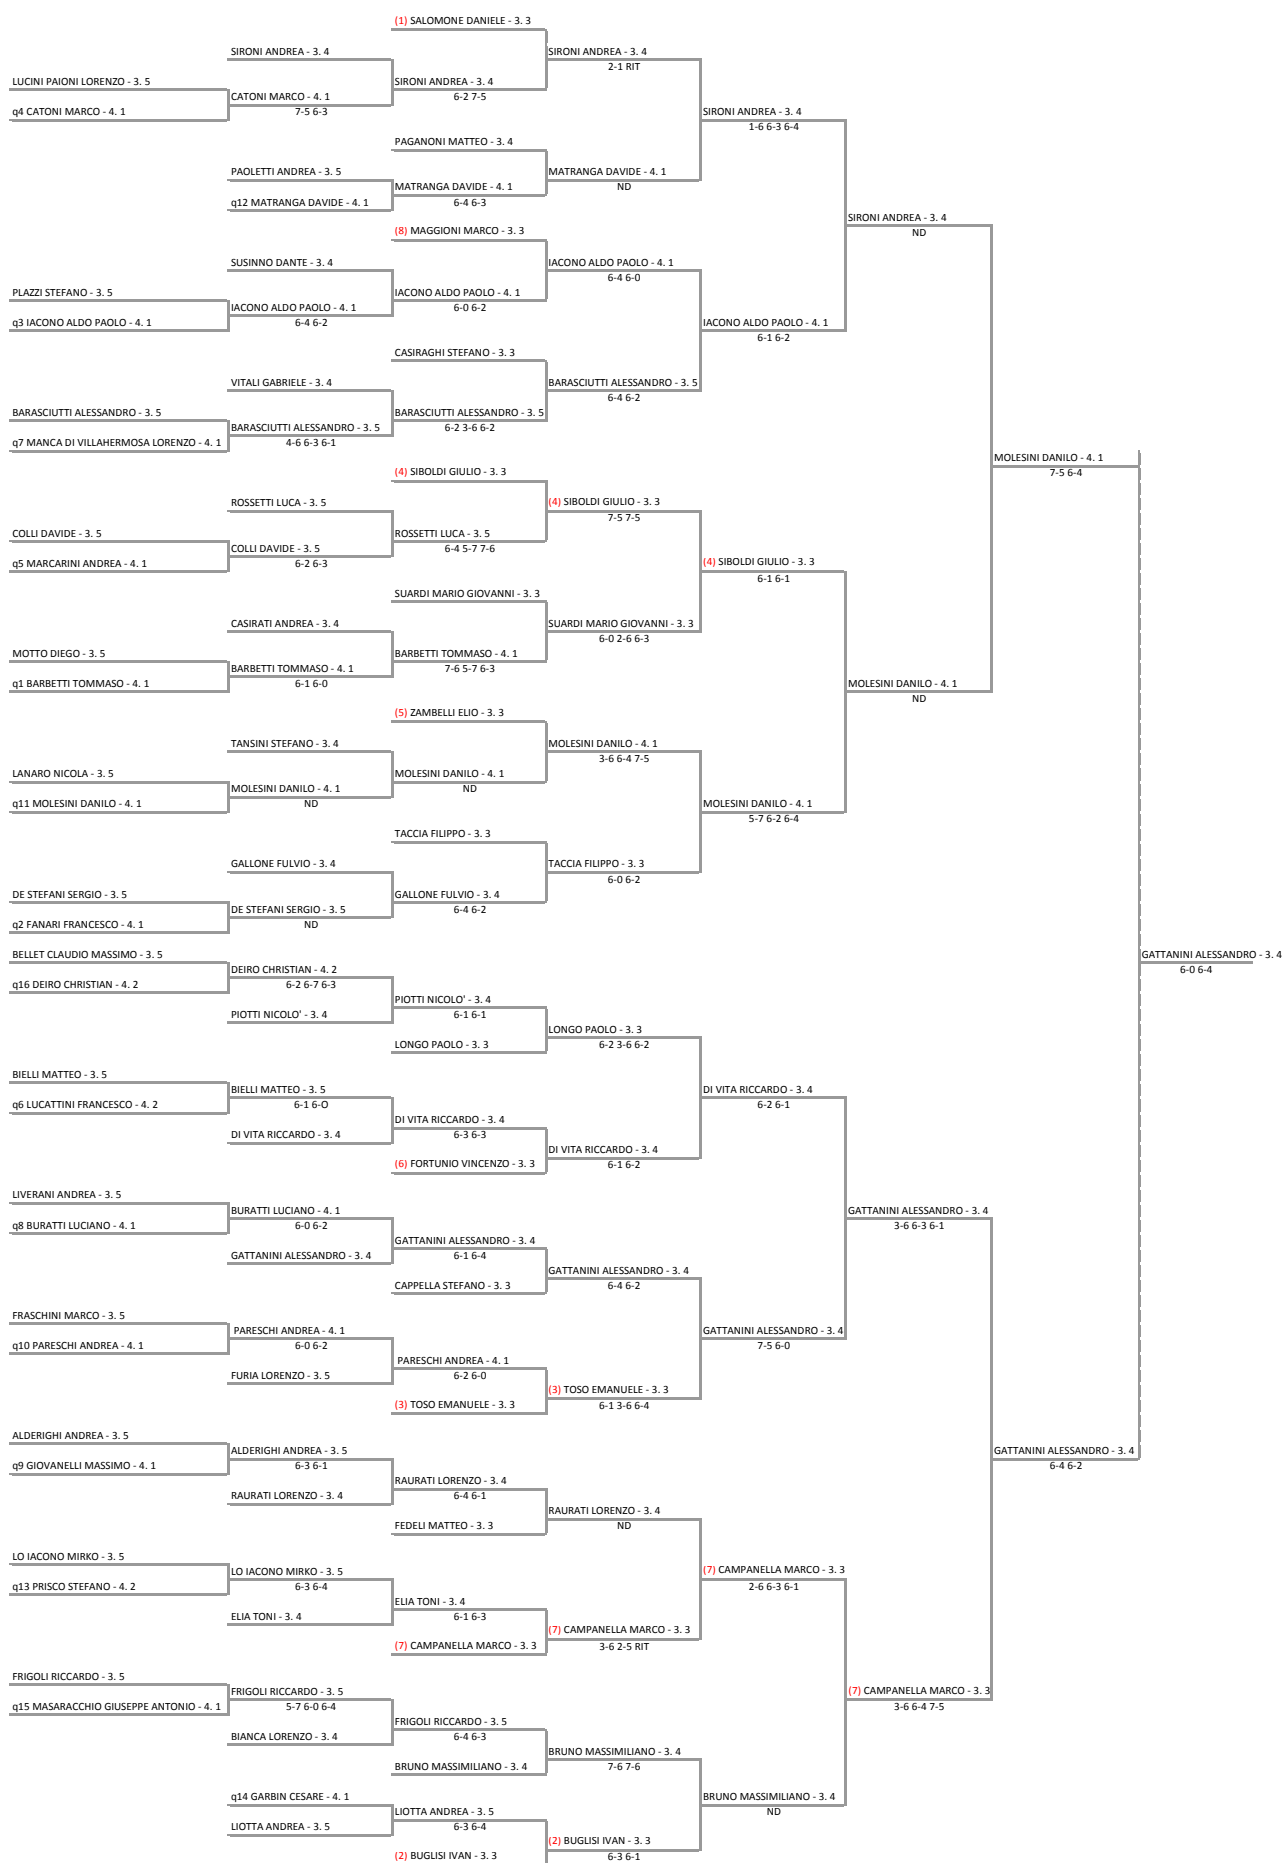 (1) SALOMONE DANIELE - 3. 3
SIRONI ANDREA - 3. 4
SIRONI ANDREA - 3. 4
2-1 RIT
LUCINI PAIONI LORENZO - 3. 5
SIRONI ANDREA - 3. 4
6-2 7-5
CATONI MARCO - 4. 1
7-5 6-3
q4 CATONI MARCO - 4. 1
SIRONI ANDREA - 3. 4
1-6 6-3 6-4
PAGANONI MATTEO - 3. 4
PAOLETTI ANDREA - 3. 5
MATRANGA DAVIDE - 4. 1
ND
MATRANGA DAVIDE - 4. 1
6-4 6-3
q12 MATRANGA DAVIDE - 4. 1
SIRONI ANDREA - 3. 4
ND
(8) MAGGIONI MARCO - 3. 3
SUSINNO DANTE - 3. 4
IACONO ALDO PAOLO - 4. 1
6-4 6-0
PLAZZI STEFANO - 3. 5
IACONO ALDO PAOLO - 4. 1
6-0 6-2
IACONO ALDO PAOLO - 4. 1
6-4 6-2
q3 IACONO ALDO PAOLO - 4. 1
IACONO ALDO PAOLO - 4. 1
6-1 6-2
CASIRAGHI STEFANO - 3. 3
VITALI GABRIELE - 3. 4
BARASCIUTTI ALESSANDRO - 3. 5
6-4 6-2
BARASCIUTTI ALESSANDRO - 3. 5
BARASCIUTTI ALESSANDRO - 3. 5
6-2 3-6 6-2
BARASCIUTTI ALESSANDRO - 3. 5
4-6 6-3 6-1
q7 MANCA DI VILLAHERMOSA LORENZO - 4. 1
MOLESINI DANILO - 4. 1
7-5 6-4
(4) SIBOLDI GIULIO - 3. 3
ROSSETTI LUCA - 3. 5
(4) SIBOLDI GIULIO - 3. 3
7-5 7-5
COLLI DAVIDE - 3. 5
ROSSETTI LUCA - 3. 5
6-4 5-7 7-6
COLLI DAVIDE - 3. 5
6-2 6-3
q5 MARCARINI ANDREA - 4. 1
(4) SIBOLDI GIULIO - 3. 3
6-1 6-1
SUARDI MARIO GIOVANNI - 3. 3
CASIRATI ANDREA - 3. 4
SUARDI MARIO GIOVANNI - 3. 3
6-0 2-6 6-3
MOTTO DIEGO - 3. 5
BARBETTI TOMMASO - 4. 1
7-6 5-7 6-3
BARBETTI TOMMASO - 4. 1
6-1 6-0
q1 BARBETTI TOMMASO - 4. 1
MOLESINI DANILO - 4. 1
ND
(5) ZAMBELLI ELIO - 3. 3
TANSINI STEFANO - 3. 4
MOLESINI DANILO - 4. 1
3-6 6-4 7-5
LANARO NICOLA - 3. 5
MOLESINI DANILO - 4. 1
ND
MOLESINI DANILO - 4. 1
ND
q11 MOLESINI DANILO - 4. 1
MOLESINI DANILO - 4. 1
5-7 6-2 6-4
TACCIA FILIPPO - 3. 3
GALLONE FULVIO - 3. 4
TACCIA FILIPPO - 3. 3
6-0 6-2
DE STEFANI SERGIO - 3. 5
GALLONE FULVIO - 3. 4
6-4 6-2
DE STEFANI SERGIO - 3. 5
ND
q2 FANARI FRANCESCO - 4. 1
BELLET CLAUDIO MASSIMO - 3. 5
GATTANINI ALESSANDRO - 3. 4
6-0 6-4
DEIRO CHRISTIAN - 4. 2
6-2 6-7 6-3
q16 DEIRO CHRISTIAN - 4. 2
PIOTTI NICOLO' - 3. 4
6-1 6-1
PIOTTI NICOLO' - 3. 4
LONGO PAOLO - 3. 3
6-2 3-6 6-2
LONGO PAOLO - 3. 3
BIELLI MATTEO - 3. 5
BIELLI MATTEO - 3. 5
6-1 6-O
DI VITA RICCARDO - 3. 4
6-2 6-1
q6 LUCATTINI FRANCESCO - 4. 2
DI VITA RICCARDO - 3. 4
6-3 6-3
DI VITA RICCARDO - 3. 4
DI VITA RICCARDO - 3. 4
6-1 6-2
(6) FORTUNIO VINCENZO - 3. 3
LIVERANI ANDREA - 3. 5
BURATTI LUCIANO - 4. 1
6-0 6-2
GATTANINI ALESSANDRO - 3. 4
3-6 6-3 6-1
q8 BURATTI LUCIANO - 4. 1
GATTANINI ALESSANDRO - 3. 4
6-1 6-4
GATTANINI ALESSANDRO - 3. 4
GATTANINI ALESSANDRO - 3. 4
6-4 6-2
CAPPELLA STEFANO - 3. 3
FRASCHINI MARCO - 3. 5
PARESCHI ANDREA - 4. 1
6-0 6-2
GATTANINI ALESSANDRO - 3. 4
7-5 6-0
q10 PARESCHI ANDREA - 4. 1
PARESCHI ANDREA - 4. 1
6-2 6-0
FURIA LORENZO - 3. 5
(3) TOSO EMANUELE - 3. 3
6-1 3-6 6-4
(3) TOSO EMANUELE - 3. 3
ALDERIGHI ANDREA - 3. 5
ALDERIGHI ANDREA - 3. 5
6-3 6-1
GATTANINI ALESSANDRO - 3. 4
6-4 6-2
q9 GIOVANELLI MASSIMO - 4. 1
RAURATI LORENZO - 3. 4
6-4 6-1
RAURATI LORENZO - 3. 4
RAURATI LORENZO - 3. 4
ND
FEDELI MATTEO - 3. 3
LO IACONO MIRKO - 3. 5
LO IACONO MIRKO - 3. 5
6-3 6-4
(7) CAMPANELLA MARCO - 3. 3
2-6 6-3 6-1
q13 PRISCO STEFANO - 4. 2
ELIA TONI - 3. 4
6-1 6-3
ELIA TONI - 3. 4
(7) CAMPANELLA MARCO - 3. 3
3-6 2-5 RIT
(7) CAMPANELLA MARCO - 3. 3
FRIGOLI RICCARDO - 3. 5
FRIGOLI RICCARDO - 3. 5
5-7 6-0 6-4
(7) CAMPANELLA MARCO - 3. 3
3-6 6-4 7-5
q15 MASARACCHIO GIUSEPPE ANTONIO - 4. 1
FRIGOLI RICCARDO - 3. 5
6-4 6-3
BIANCA LORENZO - 3. 4
BRUNO MASSIMILIANO - 3. 4
7-6 7-6
BRUNO MASSIMILIANO - 3. 4
q14 GARBIN CESARE - 4. 1
BRUNO MASSIMILIANO - 3. 4
ND
LIOTTA ANDREA - 3. 5
6-3 6-4
LIOTTA ANDREA - 3. 5
(2) BUGLISI IVAN - 3. 3
6-3 6-1
(2) BUGLISI IVAN - 3. 3